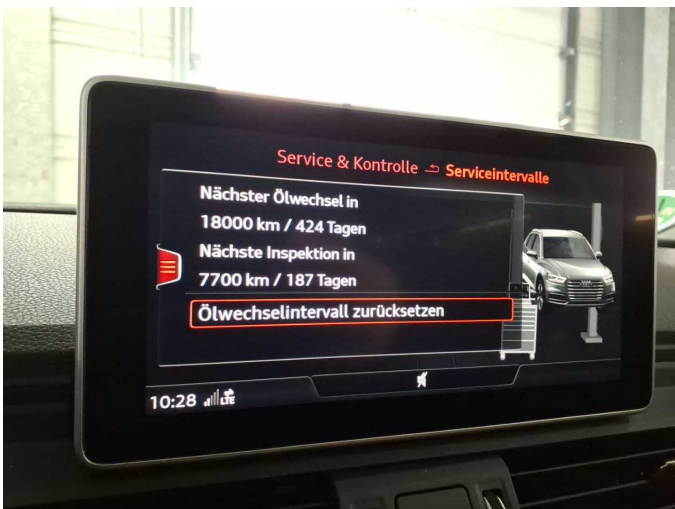 Service & Kontrolle Serviceintervalle
Nächster Ölwechsel in
18000 km / 424 Tagen
Nächste Inspektion in
7700 km / 187 Tagen
Ölwechselintervall zurücksetzen
10:28 LTE